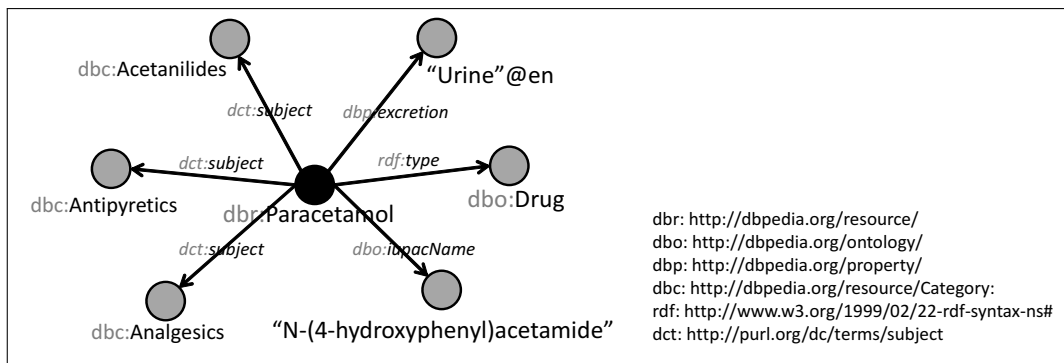 dbc:Acetanilides
"Urine"@en
dct:subject
dbp:excretion
dct:subject
rdf:type
dbc:Antipyretics
dbr:Paracetamol
dbo:Drug
dct:subject
dbo:iupacName
dbc:Analgesics
"N-(4-hydroxyphenyl)acetamide"
dbr: http://dbpedia.org/resource/
dbo: http://dbpedia.org/ontology/
dbp: http://dbpedia.org/property/
dbc: http://dbpedia.org/resource/Category:
rdf: http://www.w3.org/1999/02/22-rdf-syntax-ns#
dct: http://purl.org/dc/terms/subject